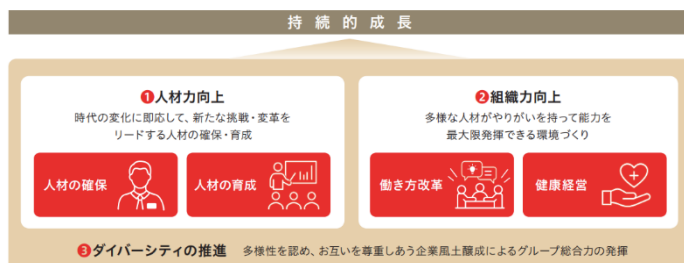 持続的成長
❶人材力向上
時代の変化に即応して、新たな挑戦・変革を
リードする人材の確保・育成
人材の確保
人材の育成
❷組織力向上
多様な人材がやりがいを持って能力を
最大限発揮できる環境づくり
働き方改革
健康経営
❸ダイバーシティの推進 多様性を認め、お互いを尊重しあう企業風土醸成によるグループ総合力の発揮